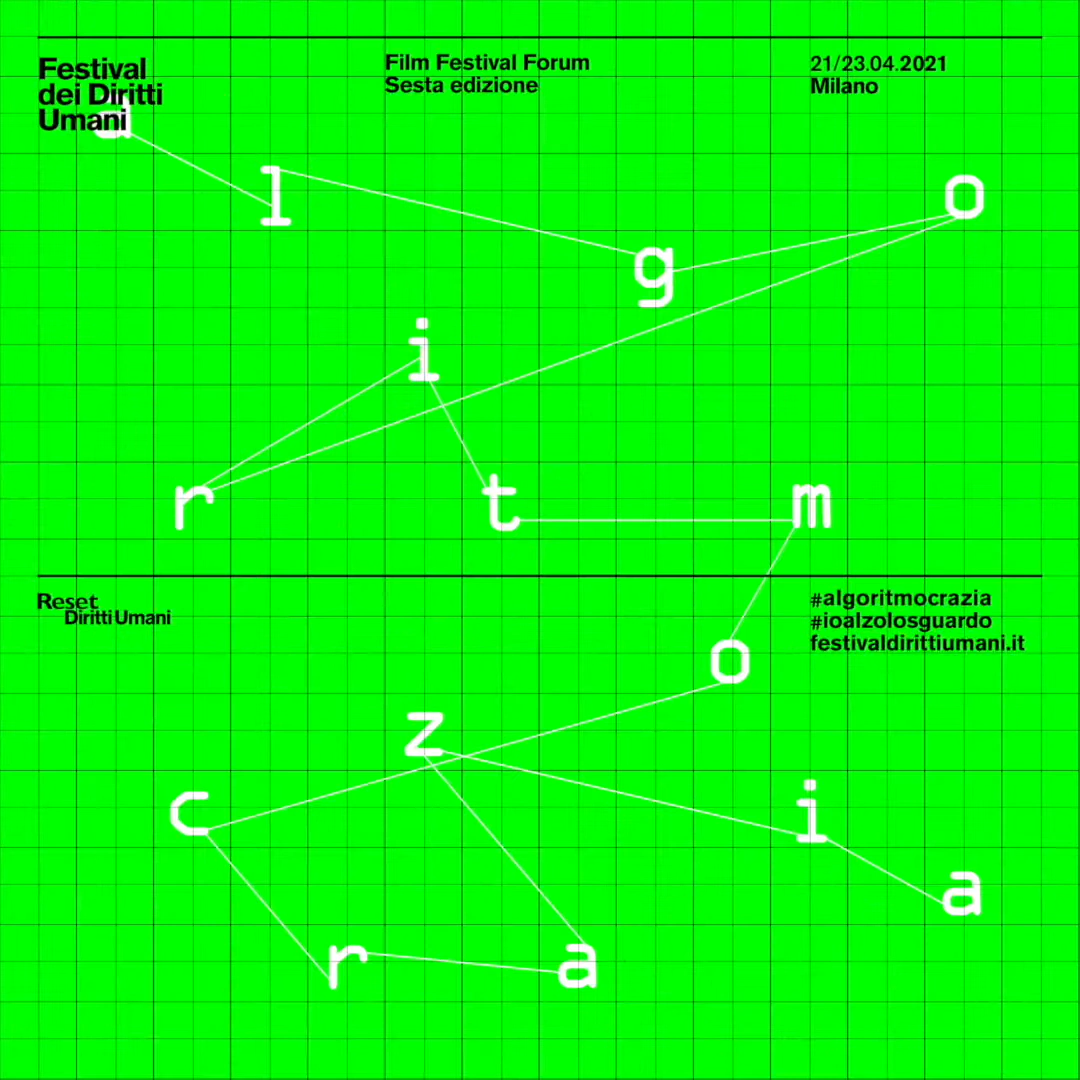 Festival
dei Diritti
Umani
Film Festival Forum
Sesta edizione
21/23.04.2021
Milano
a
l
g
o
r
i
t
m
o
c
r
a
z
i
a
Reset
Diritti Umani
#algoritmocrazia
#ioalzolosguardo
festivaldirittiumani.it